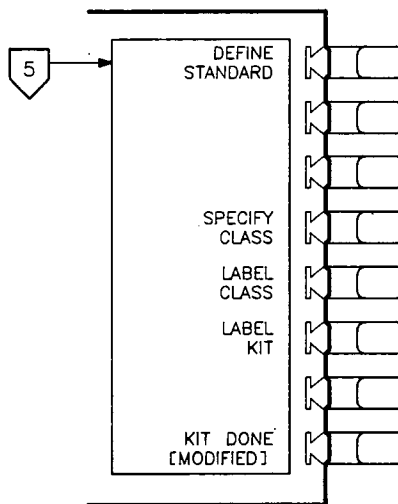 5
DEFINE
STANDARD
SPECIFY
CLASS
LABEL
CLASS
LABEL
KIT
KIT DONE
[MODIFIED]